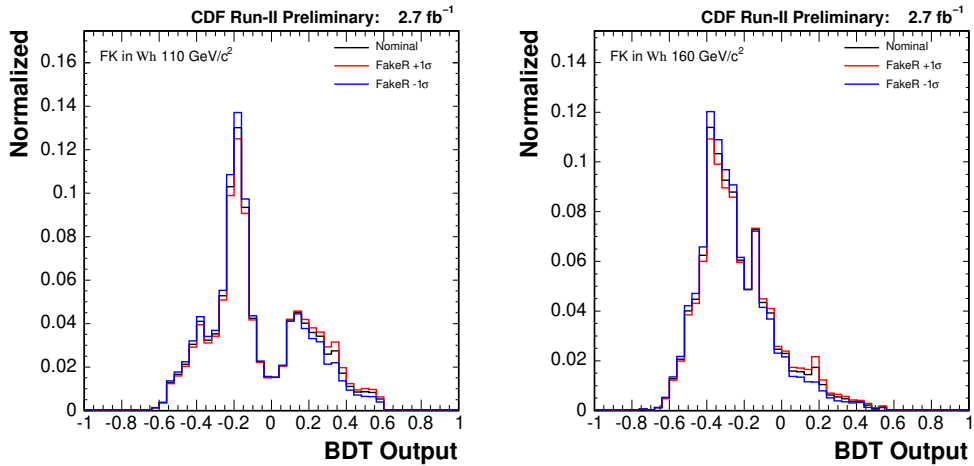 CDF Run-II Preliminary: 2.7 fb⁻¹
Normalized
FK in Wh 110 GeV/c²
Nominal
FakeR +1σ
FakeR -1σ
0.16
0.14
0.12
0.1
0.08
0.06
0.04
0.02
0
-1 -0.8 -0.6 -0.4 -0.2 0 0.2 0.4 0.6 0.8 1
BDT Output
CDF Run-II Preliminary: 2.7 fb⁻¹
Normalized
FK in Wh 160 GeV/c²
Nominal
FakeR +1σ
FakeR -1σ
0.14
0.12
0.1
0.08
0.06
0.04
0.02
0
-1 -0.8 -0.6 -0.4 -0.2 0 0.2 0.4 0.6 0.8 1
BDT Output